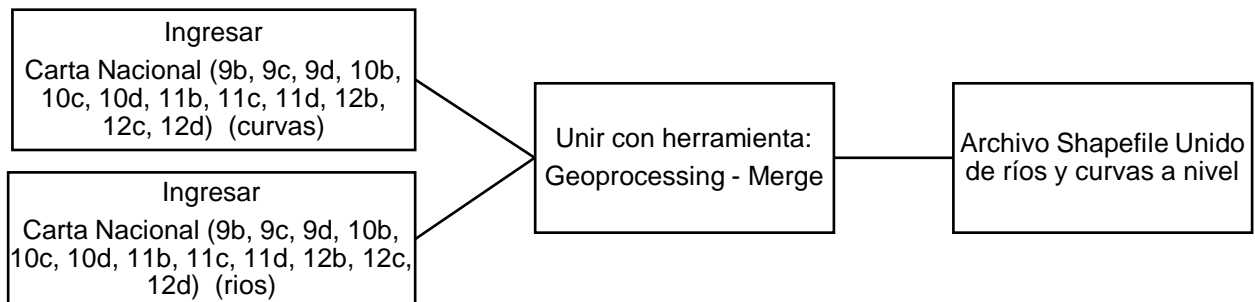 Ingresar
Carta Nacional (9b, 9c, 9d, 10b,
10c, 10d, 11b, 11c, 11d, 12b,
12c, 12d) (curvas)
Ingresar
Carta Nacional (9b, 9c, 9d, 10b,
10c, 10d, 11b, 11c, 11d, 12b, 12c,
12d) (rios)
Unir con herramienta:
Geoprocessing - Merge
Archivo Shapefile Unido
de ríos y curvas a nivel